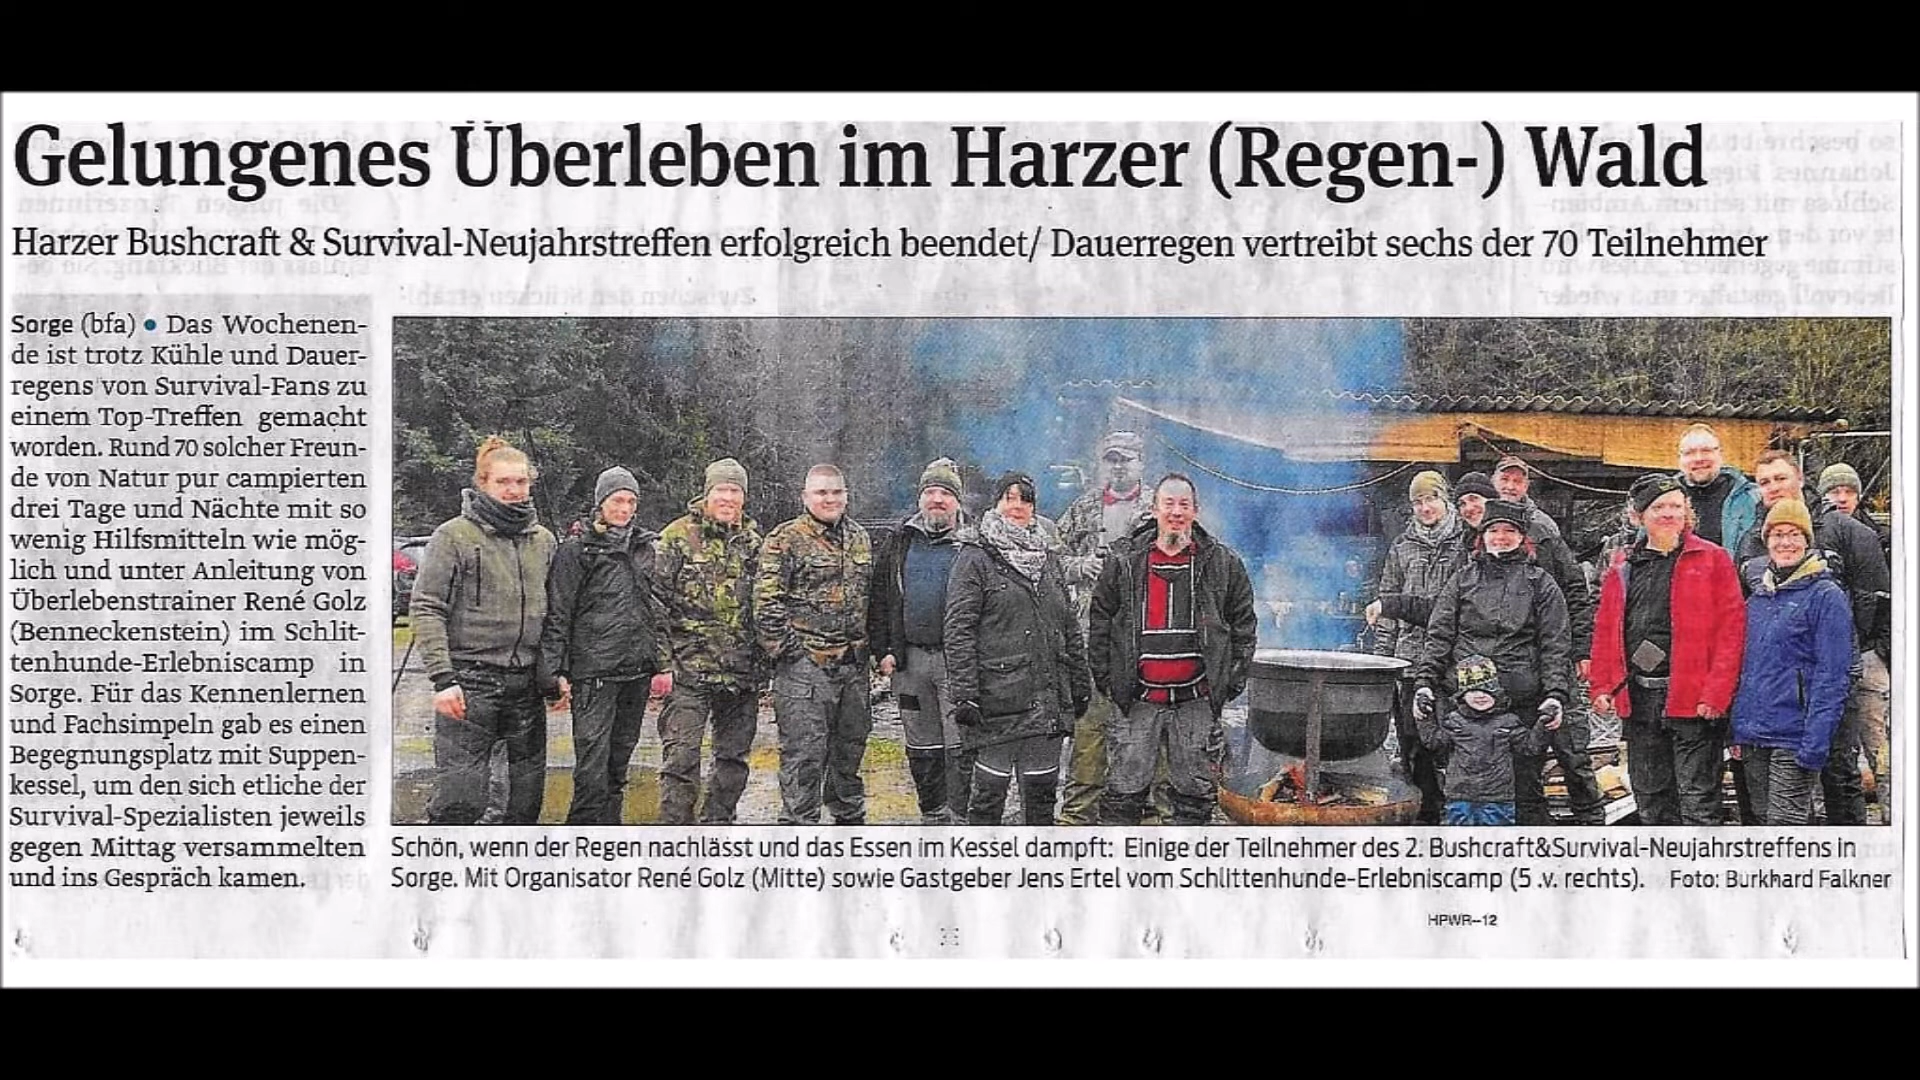 Gelungenes Überleben im Harzer (Regen-) Wald
Harzer Bushcraft & Survival-Neujahrstreffen erfolgreich beendet/ Dauerregen vertreibt sechs der 70 Teilnehmer
Sorge (bfa) • Das Wochenen-
de ist trotz Kühle und Dauer-
regens von Survival-Fans zu
einem Top-Treffen gemacht
worden. Rund 70 solcher Freun-
de von Natur pur campierten
drei Tage und Nächte mit so
wenig Hilfsmitteln wie mög-
lich und unter Anleitung von
Überlebenstrainer René Golz
(Benneckenstein) im Schlit-
tenhunde-Erlebniscamp in
Sorge. Für das Kennenlernen
und Fachsimpeln gab es einen
Begegnungsplatz mit Suppen-
kessel, um den sich etliche der
Survival-Spezialisten jeweils
gegen Mittag versammelten
und ins Gespräch kamen.
Schön, wenn der Regen nachlässt und das Essen im Kessel dampft: Einige der Teilnehmer des 2. Bushcraft&Survival-Neujahrstreffens in
Sorge. Mit Organisator René Golz (Mitte) sowie Gastgeber Jens Ertel vom Schlittenhunde-Erlebniscamp (5 .v. rechts). Foto: Burkhard Falkner
HPWR-12